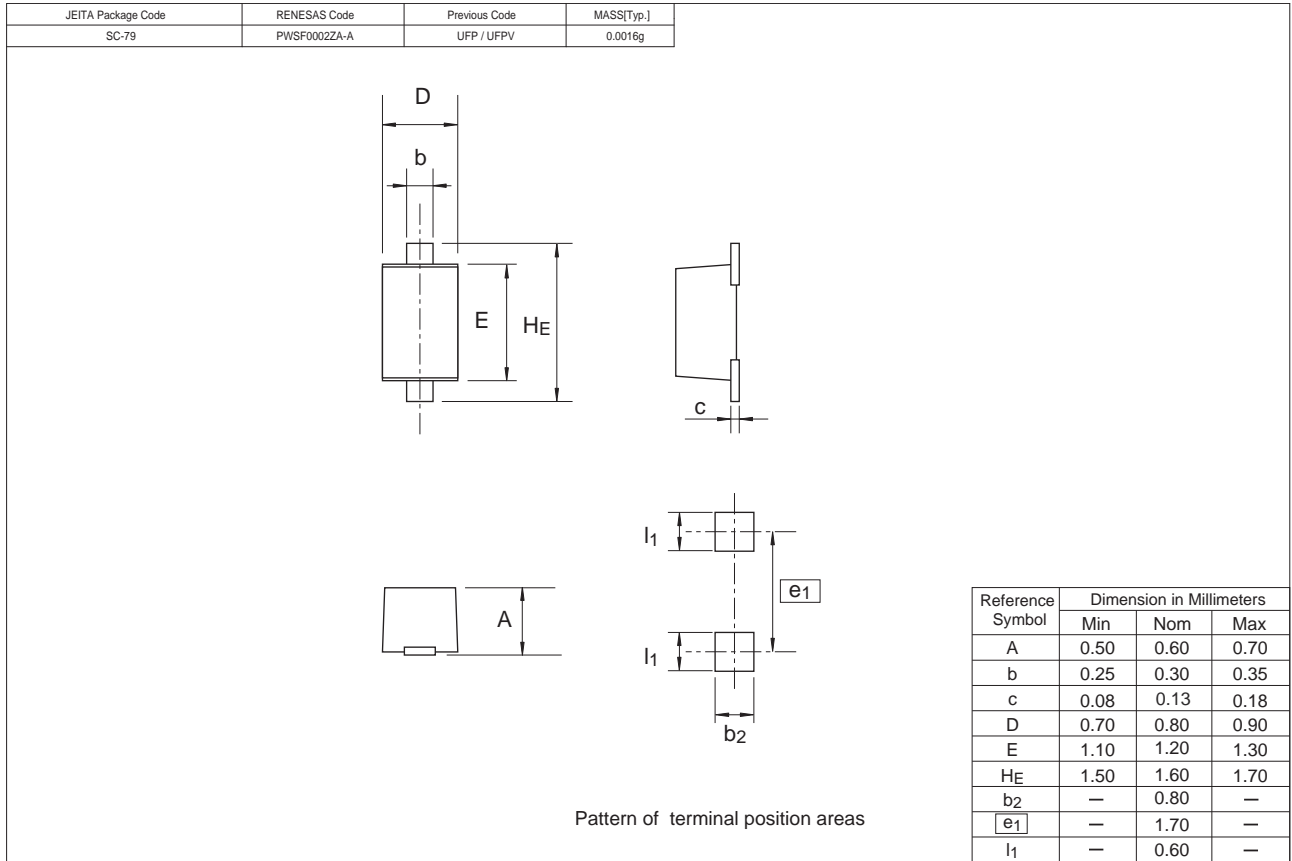 JEITA Package Code RENESAS Code Previous Code MASS[Typ.]
SC-79 PWSF0002ZA-A UFP / UFPV 0.0016g
D
b
E
HE
c
A
l1
e1
l1
b2
Pattern of terminal position areas
Reference Symbol Dimension in Millimeters
Min Nom Max
A 0.50 0.60 0.70
b 0.25 0.30 0.35
c 0.08 0.13 0.18
D 0.70 0.80 0.90
E 1.10 1.20 1.30
HE 1.50 1.60 1.70
b2 — 0.80 —
e1 — 1.70 —
l1 — 0.60 —